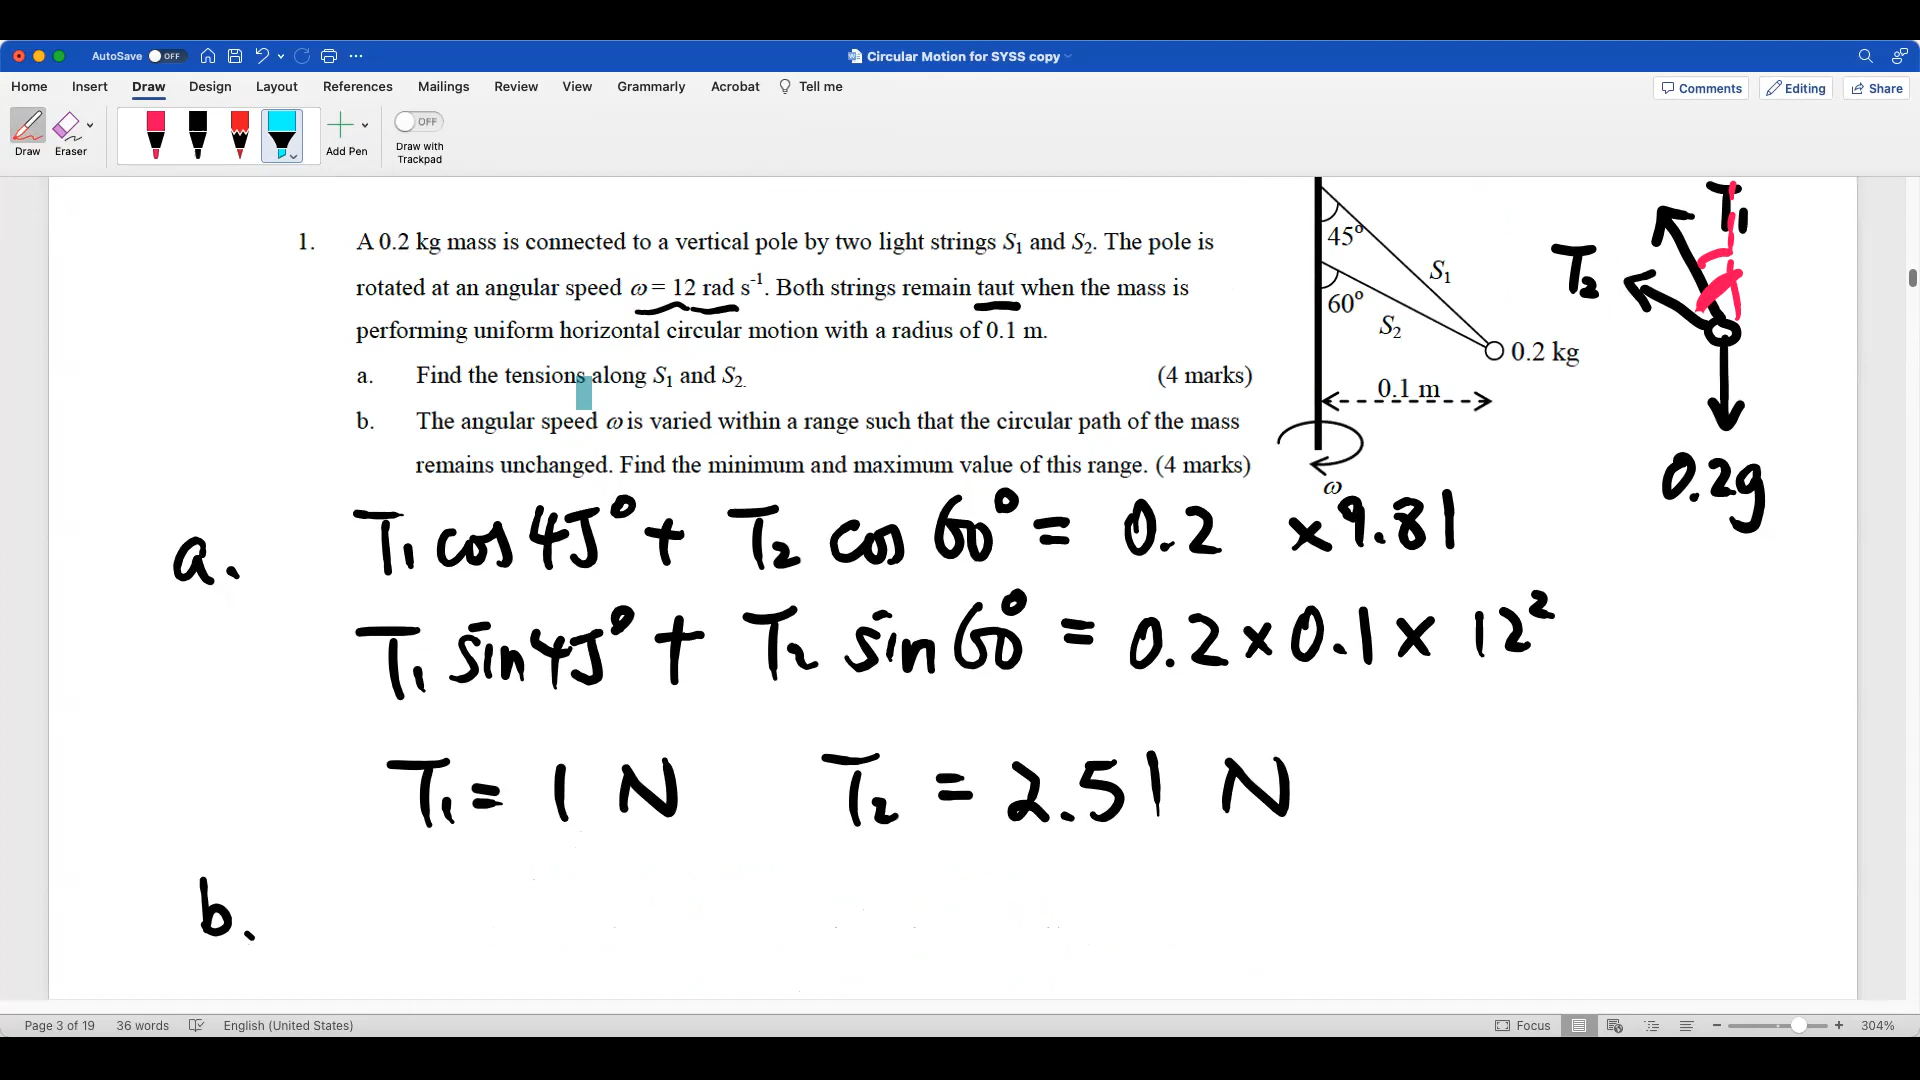 AutoSave OFF
Circular Motion for SYSS copy
Home Insert Draw Design Layout References Mailings Review View Grammarly Acrobat Tell me
Comments Editing Share
Draw Eraser Add Pen OFF Draw with Trackpad
1. A 0.2 kg mass is connected to a vertical pole by two light strings S₁ and S₂. The pole is
rotated at an angular speed ω = 12 rad s⁻¹. Both strings remain taut when the mass is
performing uniform horizontal circular motion with a radius of 0.1 m.
a. Find the tensions along S₁ and S₂. (4 marks)
b. The angular speed ω is varied within a range such that the circular path of the mass
remains unchanged. Find the minimum and maximum value of this range. (4 marks)
45°
S₁
60°
S₂
0.2 kg
0.1 m
ω
T₁
T₂
0.2g
a. T₁ cos 45° + T₂ cos 60° = 0.2 × 9.81
T₁ sin 45° + T₂ sin 60° = 0.2 × 0.1 × 12²
T₁ = 1 N T₂ = 2.51 N
b.
Page 3 of 19 36 words English (United States) Focus 304%